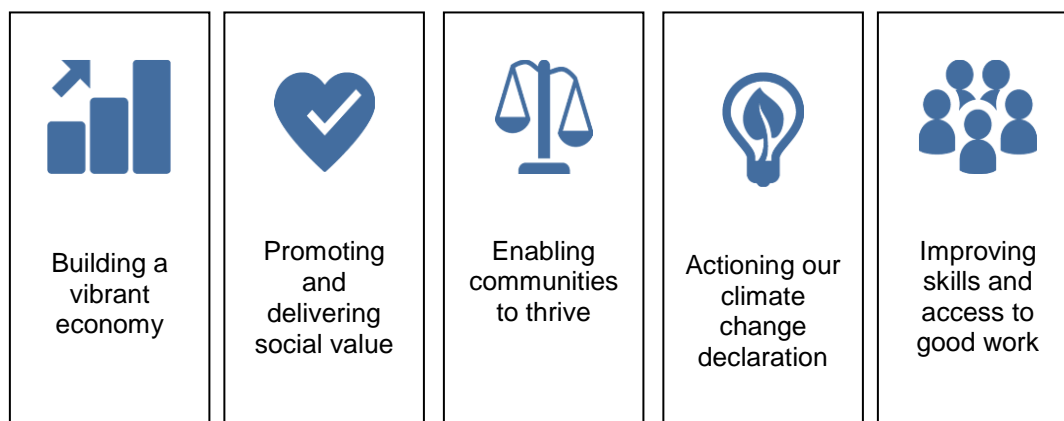 Building a
vibrant
economy
Promoting
and
delivering
social value
Enabling
communities
to thrive
Actioning our
climate
change
declaration
Improving
skills and
access to
good work